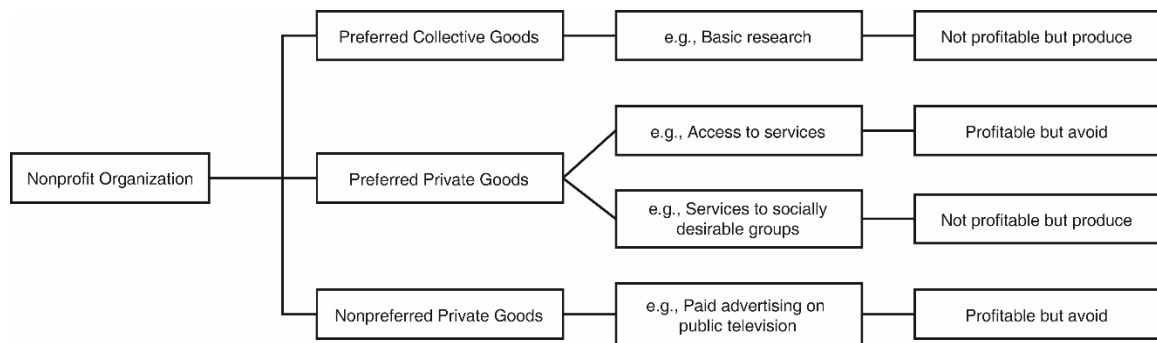 Preferred Collective Goods
e.g., Basic research
Not profitable but produce
e.g., Access to services
Profitable but avoid
Nonprofit Organization
Preferred Private Goods
e.g., Services to socially
desirable groups
Not profitable but produce
Nonpreferred Private Goods
e.g., Paid advertising on
public television
Profitable but avoid